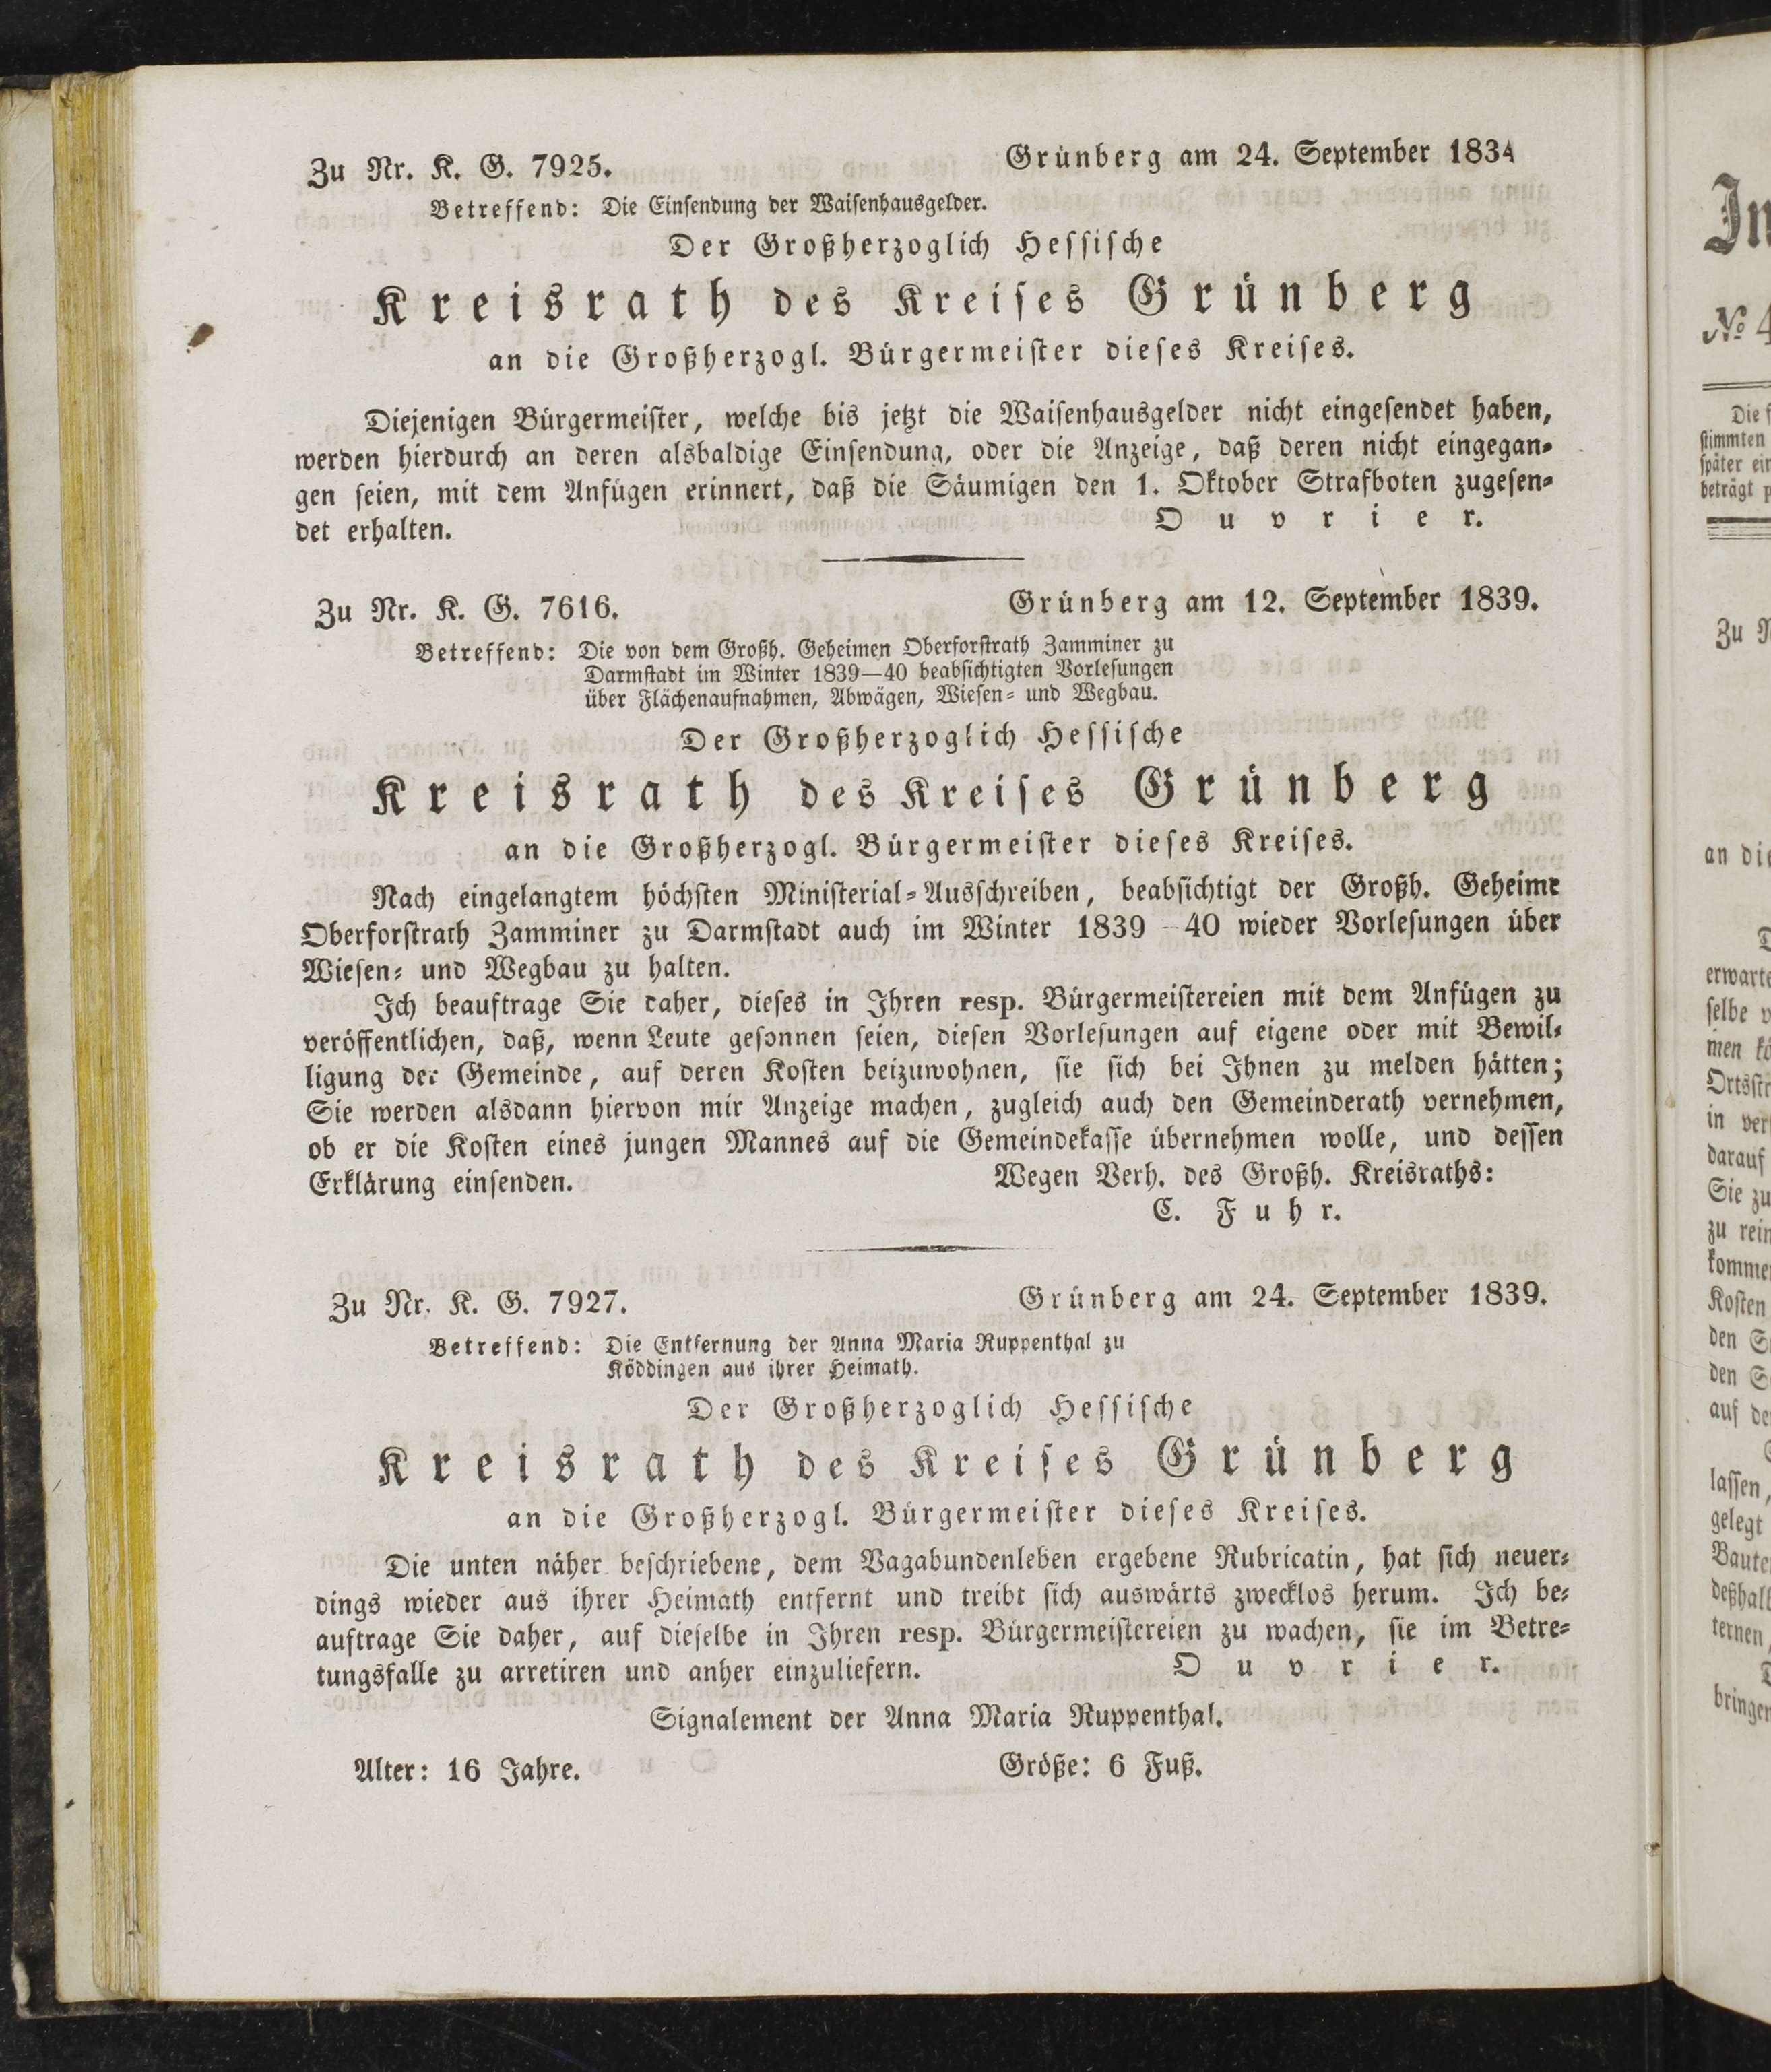 Zu Nr. K. G. 7925. Grünberg am 24. September 1834
Betreffend: Die Einsendung der Waisenhausgelder.
Der Großherzoglich Hessische
Kreisrath des Kreises Grünberg
an die Großherzogl. Bürgermeister dieses Kreises.
Diejenigen Bürgermeister, welche bis jetzt die Waisenhausgelder nicht eingesendet haben,
werden hierdurch an deren alsbaldige Einsendung, oder die Anzeige, daß deren nicht eingegan-
gen seien, mit dem Anfügen erinnert, daß die Säumigen den 1. Oktober Strafboten zugesen-
det erhalten. Ouvrier.
Zu Nr. K. G. 7616. Grünberg am 12. September 1839.
Betreffend: Die von dem Großh. Geheimen Oberforstrath Zamminer zu
Darmstadt im Winter 1839—40 beabsichtigten Vorlesungen
über Flächenaufnahmen, Abwägen, Wiesen- und Wegbau.
Der Großherzoglich Hessische
Kreisrath des Kreises Grünberg
an die Großherzogl. Bürgermeister dieses Kreises.
Nach eingelangtem höchsten Ministerial-Ausschreiben, beabsichtigt der Großh. Geheime
Oberforstrath Zamminer zu Darmstadt auch im Winter 1839—40 wieder Vorlesungen über
Wiesen- und Wegbau zu halten.
Ich beauftrage Sie daher, dieses in Ihren resp. Bürgermeistereien mit dem Anfügen zu
veröffentlichen, daß, wenn Leute gesonnen seien, diesen Vorlesungen auf eigene oder mit Bewil-
ligung der Gemeinde, auf deren Kosten beizuwohnen, sie sich bei Ihnen zu melden hätten;
Sie werden alsdann hiervon mir Anzeige machen, zugleich auch den Gemeinderath vernehmen,
ob er die Kosten eines jungen Mannes auf die Gemeindekasse übernehmen wolle, und dessen
Erklärung einsenden. Wegen Verh. des Großh. Kreisraths:
C. Fuhr.
Zu Nr. K. G. 7927. Grünberg am 24. September 1839.
Betreffend: Die Entfernung der Anna Maria Ruppenthal zu
Köddingen aus ihrer Heimath.
Der Großherzoglich Hessische
Kreisrath des Kreises Grünberg
an die Großherzogl. Bürgermeister dieses Kreises.
Die unten näher beschriebene, dem Vagabundenleben ergebene Rubricatin, hat sich neuer-
dings wieder aus ihrer Heimath entfernt und treibt sich auswärts zwecklos herum. Ich be-
auftrage Sie daher, auf dieselbe in Ihren resp. Bürgermeistereien zu wachen, sie im Betre-
tungsfalle zu arretiren und anher einzuliefern. Ouvrier.
Signalement der Anna Maria Ruppenthal.
Alter: 16 Jahre. Größe: 6 Fuß.